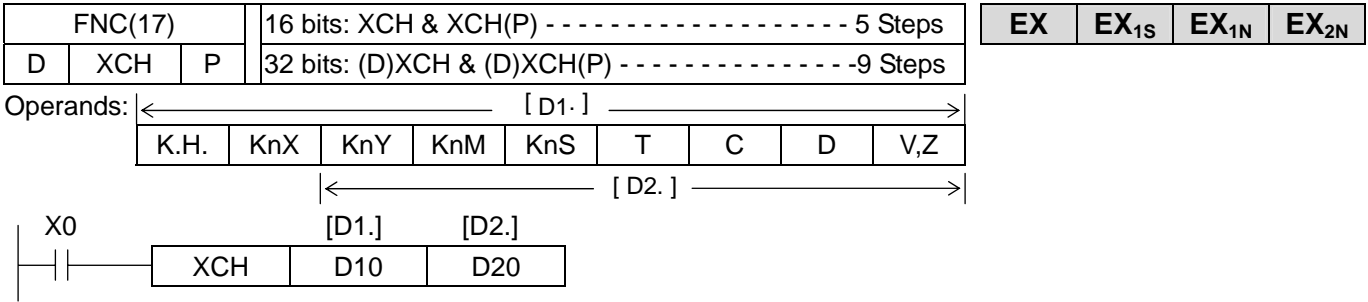 FNC(17) 16 bits: XCH & XCH(P) - - - - - - - - - - - - - - - - - - 5 Steps EX EX1S EX1N EX2N
D XCH P 32 bits: (D)XCH & (D)XCH(P) - - - - - - - - - - - - - - -9 Steps
Operands: [ D1. ]
K.H. KnX KnY KnM KnS T C D V,Z
[ D2. ]
X0 [D1.] [D2.]
XCH D10 D20